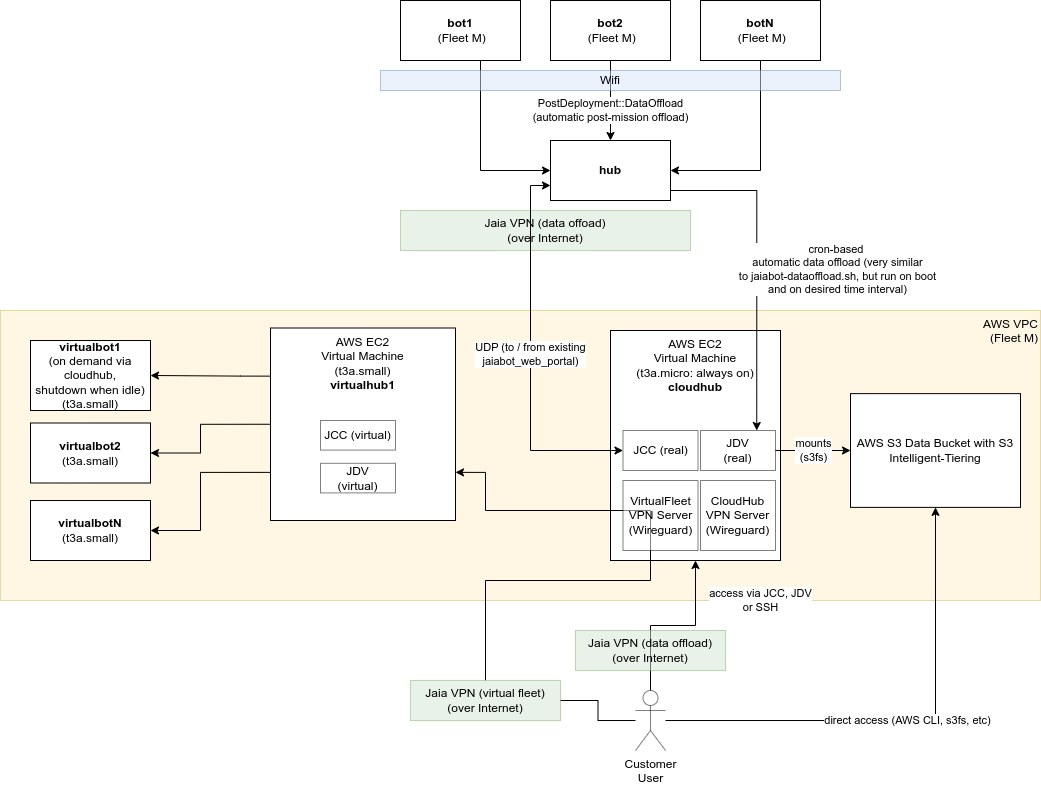 bot1
(Fleet M)
bot2
(Fleet M)
botN
(Fleet M)
Wifi
PostDeployment::DataOffload
(automatic post-mission offload)
hub
Jaia VPN (data offoad)
(over Internet)
cron-based
automatic data offload (very similar
to jaiabot-dataoffload.sh, but run on boot
and on desired time interval)
AWS VPC
(Fleet M)
virtualbot1
(on demand via
cloudhub,
shutdown when idle)
(t3a.small)
virtualbot2
(t3a.small)
virtualbotN
(t3a.small)
AWS EC2
Virtual Machine
(t3a.small)
virtualhub1
JCC (virtual)
JDV
(virtual)
UDP (to / from existing
jaiabot_web_portal)
AWS EC2
Virtual Machine
(t3a.micro: always on)
cloudhub
JCC (real)
JDV
(real)
VirtualFleet
VPN Server
(Wireguard)
CloudHub
VPN Server
(Wireguard)
mounts
(s3fs)
AWS S3 Data Bucket with S3
Intelligent-Tiering
access via JCC, JDV
or SSH
Jaia VPN (data offload)
(over Internet)
Jaia VPN (virtual fleet)
(over Internet)
direct access (AWS CLI, s3fs, etc)
Customer
User